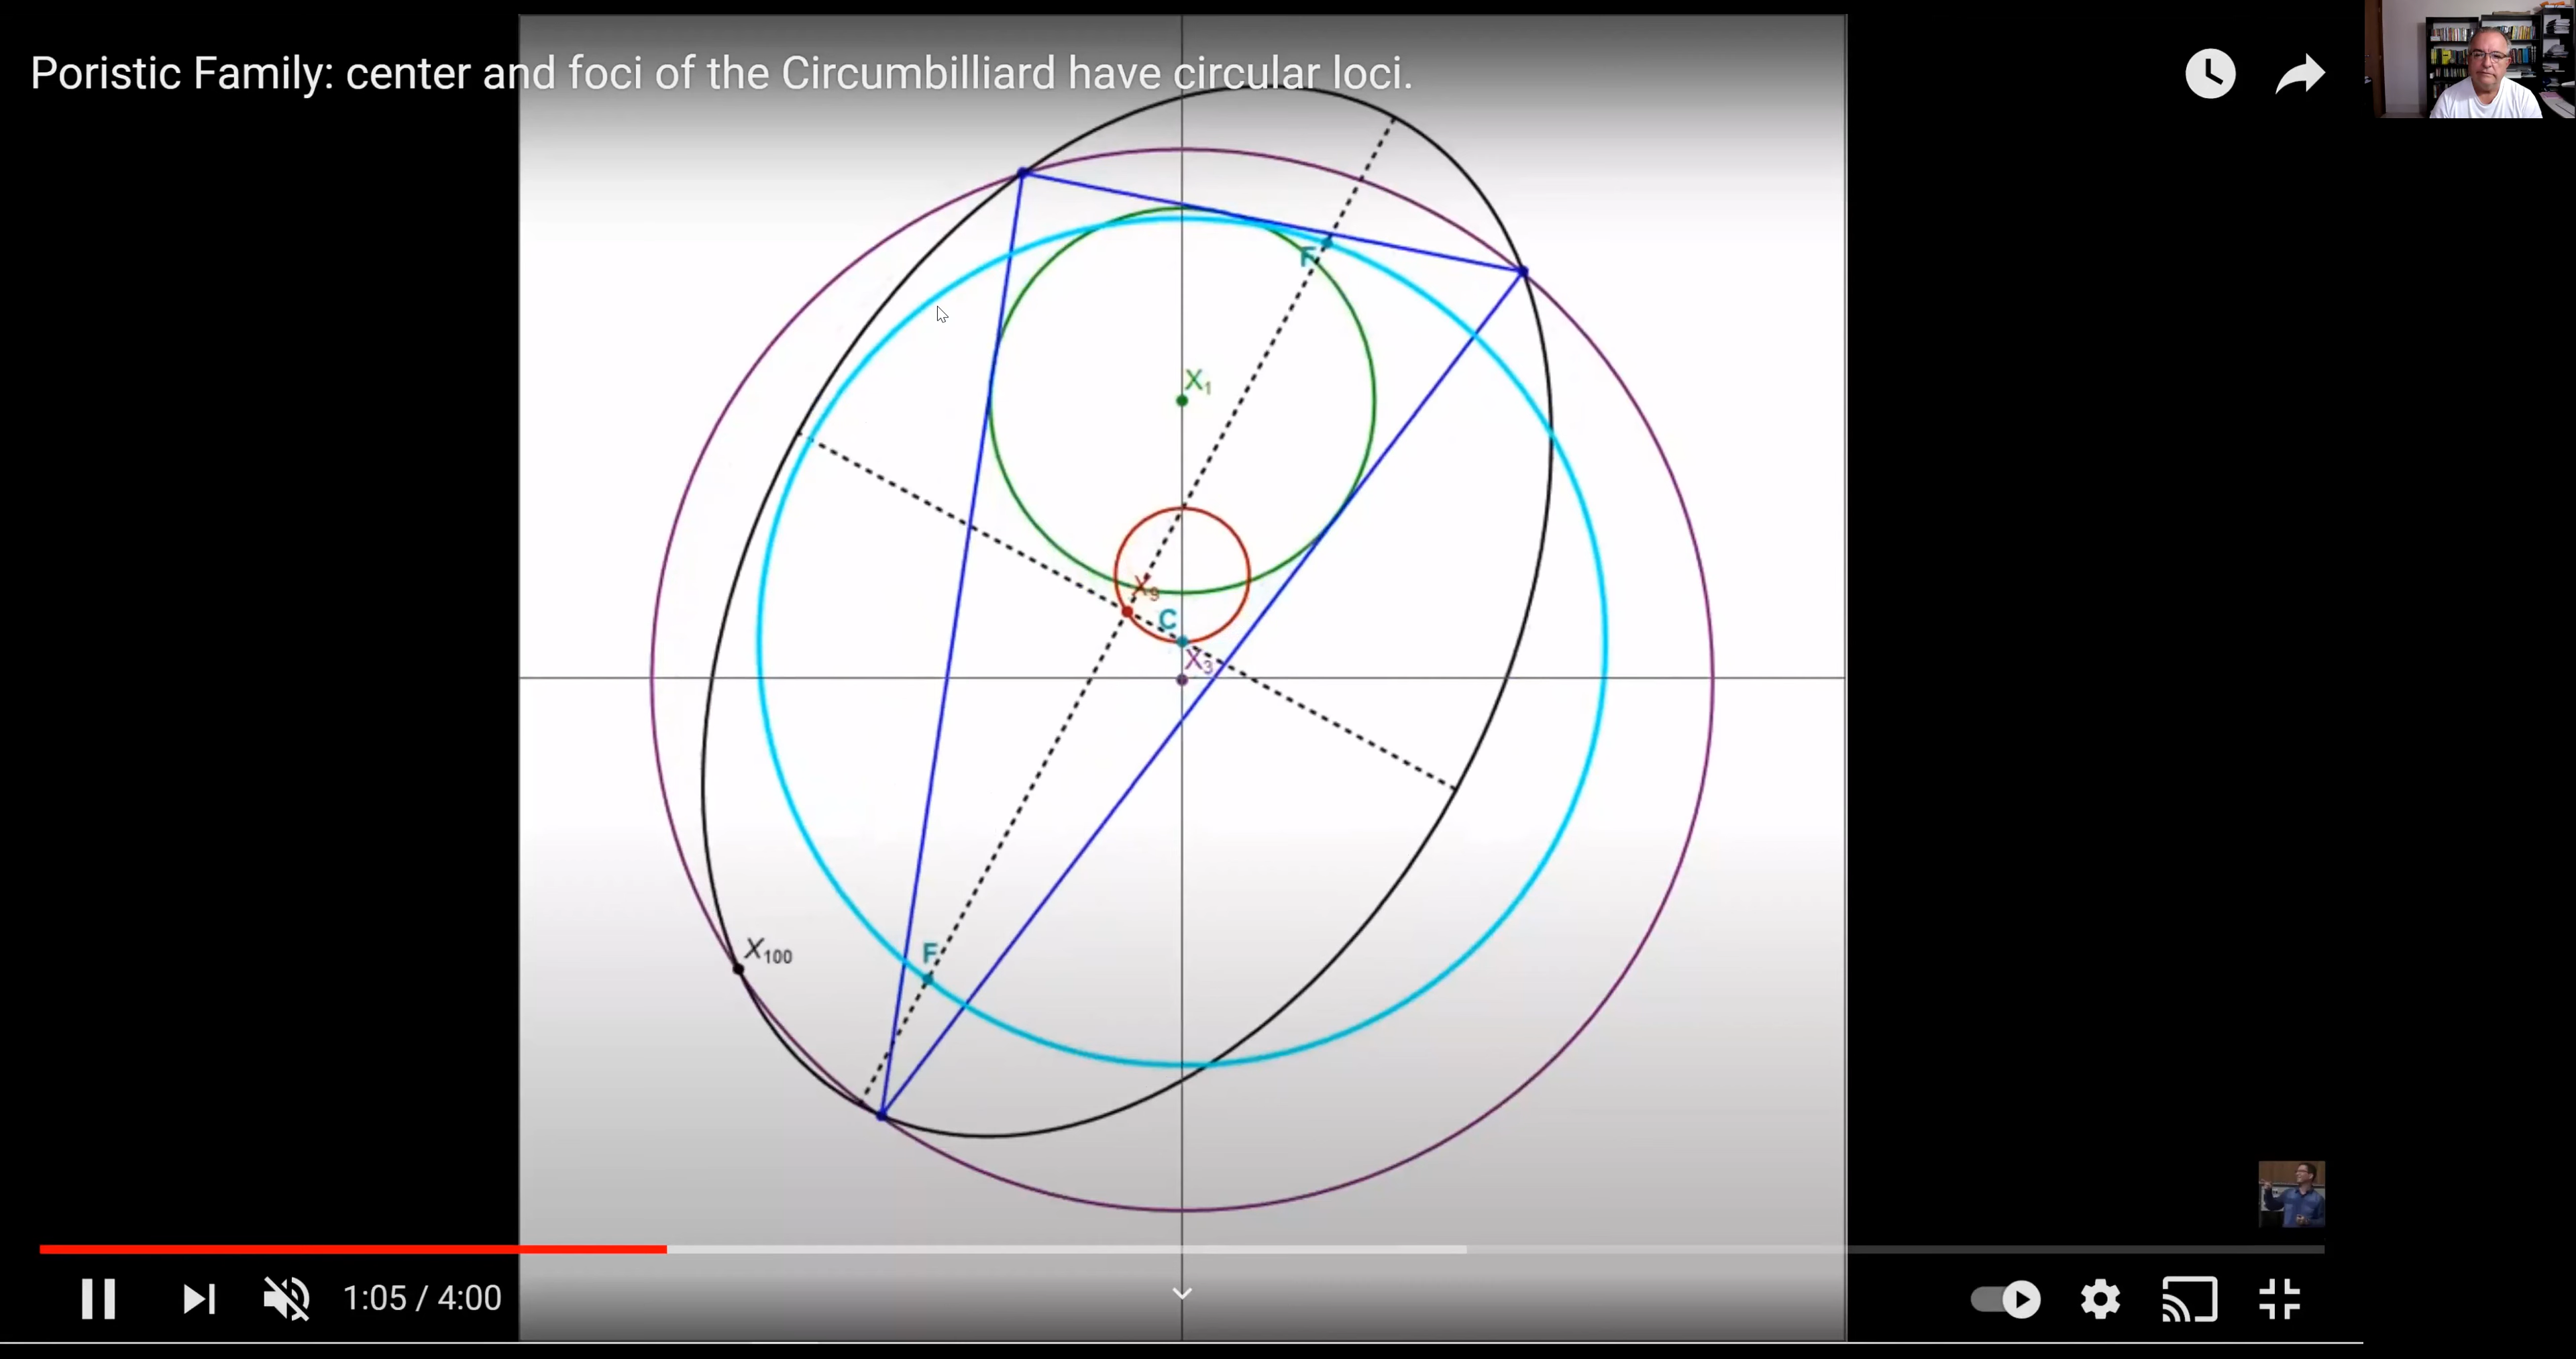 Poristic Family: center and foci of the Circumbilliard have circular loci.
F
X₁
X₉
C
X₃
F
X₁₀₀
1:05 / 4:00